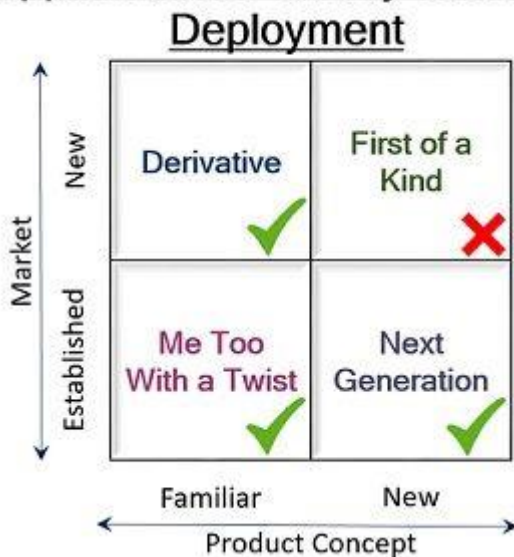 Deployment
New
Derivative
First of a
Kind
Market
Established
Me Too
With a Twist
Next
Generation
Familiar
New
Product Concept